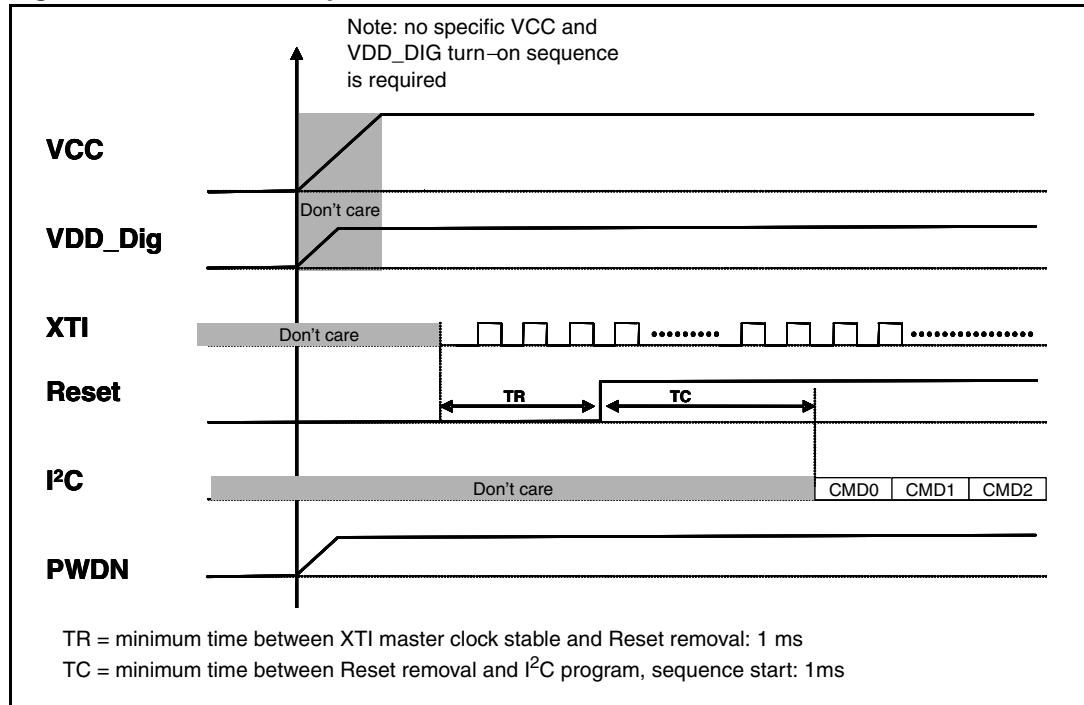 Note: no specific VCC and
VDD_DIG turn–on sequence
is required
VCC
Don't care
VDD_Dig
XTI
Don't care
Reset
TR
TC
I²C
Don't care
CMD0 CMD1 CMD2
PWDN
TR = minimum time between XTI master clock stable and Reset removal: 1 ms
TC = minimum time between Reset removal and I²C program, sequence start: 1ms